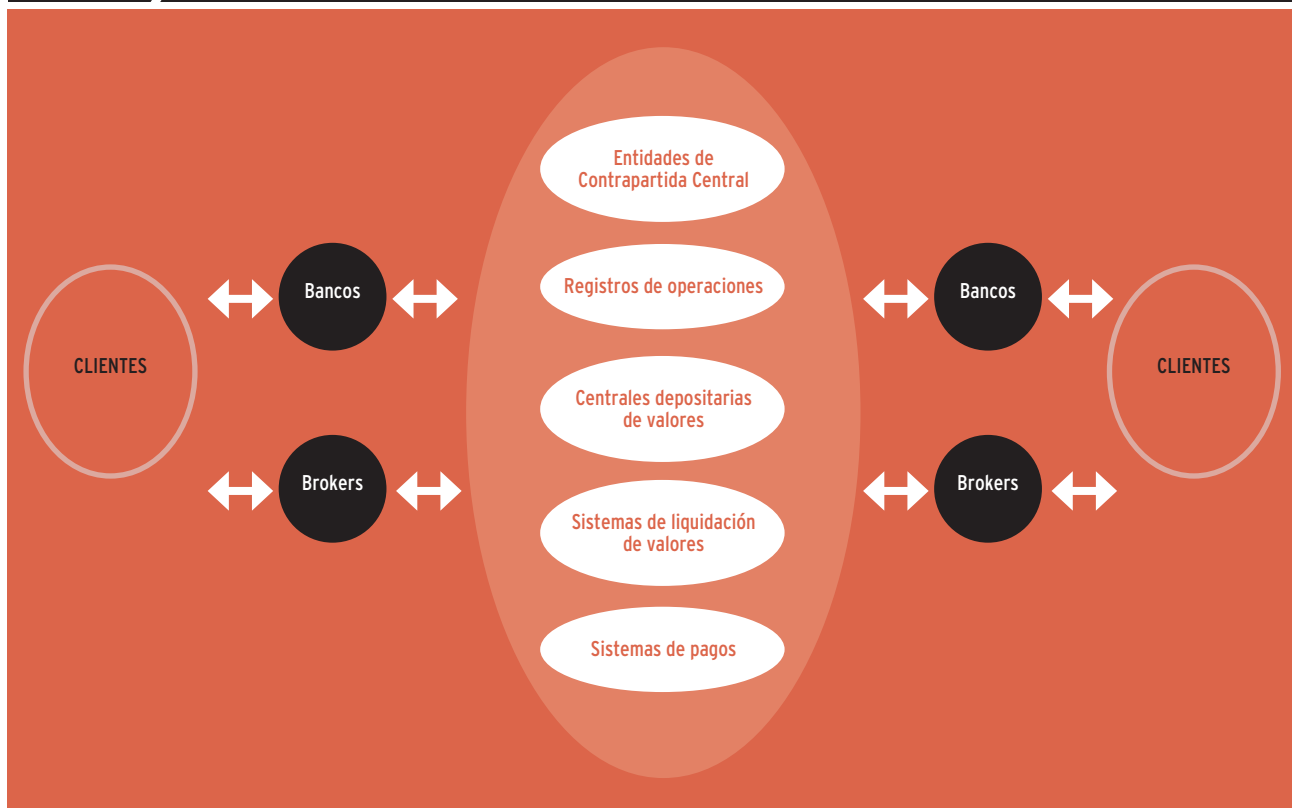 Entidades de
Contrapartida Central
Registros de operaciones
Centrales depositarias
de valores
Sistemas de liquidación
de valores
Sistemas de pagos
CLIENTES
Bancos
Brokers
Bancos
Brokers
CLIENTES